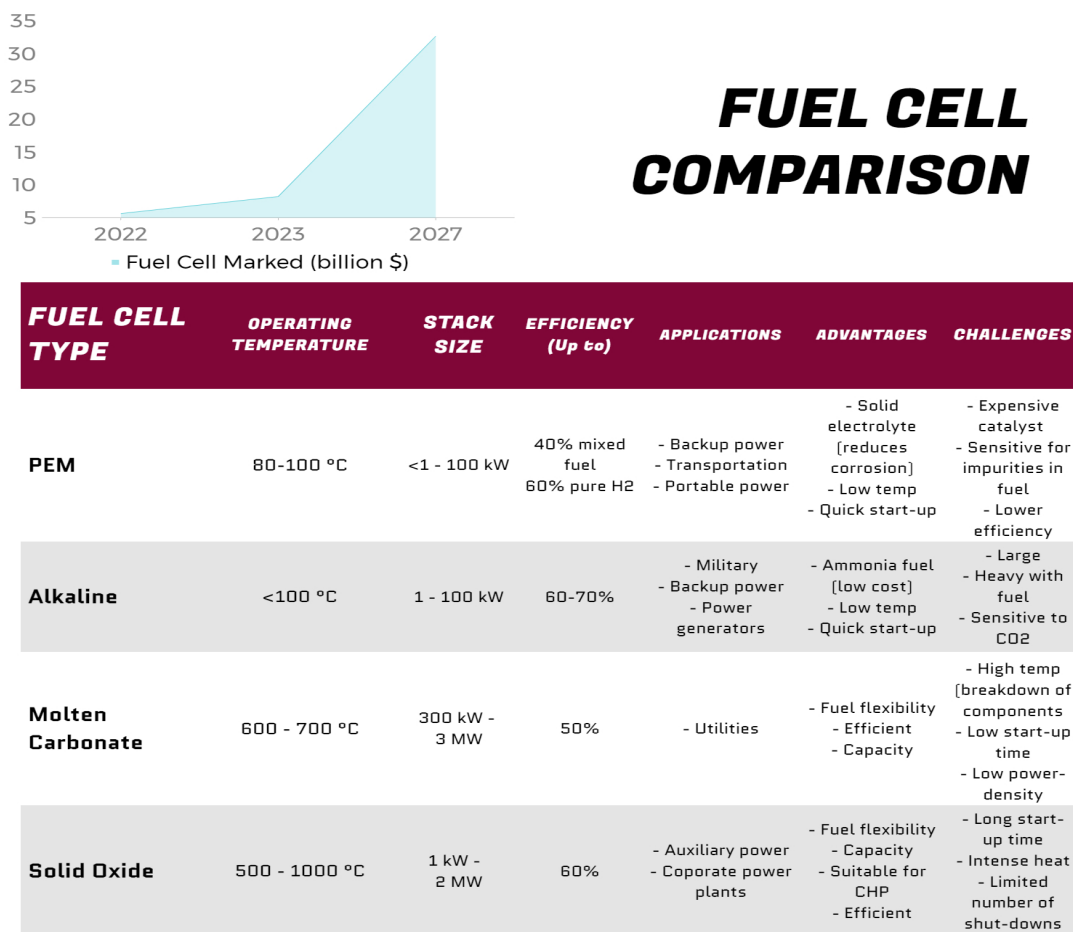 35
30
25
20
15
10
5
2022 2023 2027
Fuel Cell Marked (billion $)
FUEL CELL
COMPARISON
FUEL CELL
TYPE
OPERATING
TEMPERATURE
STACK
SIZE
EFFICIENCY
(Up to)
APPLICATIONS
ADVANTAGES
CHALLENGES
PEM
80-100 °C
<1 - 100 kW
40% mixed
fuel
60% pure H2
- Backup power
- Transportation
- Portable power
- Solid
electrolyte
(reduces
corrosion)
- Low temp
- Quick start-up
- Expensive
catalyst
- Sensitive for
impurities in
fuel
- Lower
efficiency
Alkaline
<100 °C
1 - 100 kW
60-70%
- Military
- Backup power
- Power
generators
- Ammonia fuel
(low cost)
- Low temp
- Quick start-up
- Large
- Heavy with
fuel
- Sensitive to
CO2
Molten
Carbonate
600 - 700 °C
300 kW -
3 MW
50%
- Utilities
- Fuel flexibility
- Efficient
- Capacity
- High temp
(breakdown of
components
- Low start-up
time
- Low power-
density
Solid Oxide
500 - 1000 °C
1 kW -
2 MW
60%
- Auxiliary power
- Coporate power
plants
- Fuel flexibility
- Capacity
- Suitable for
CHP
- Efficient
- Long start-
up time
- Intense heat
- Limited
number of
shut-downs